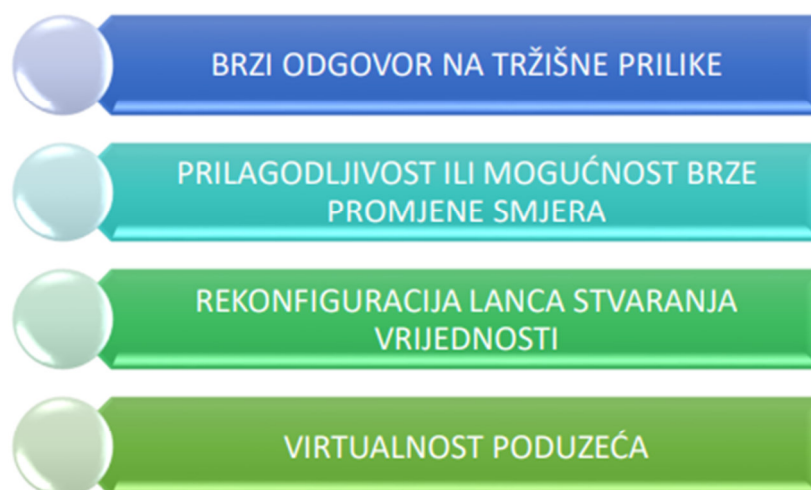 BRZI ODGOVOR NA TRŽIŠNE PRILIKE
PRILAGODLJIVOST ILI MOGUĆNOST BRZE
PROMJENE SMJERA
REKONFIGURACIJA LANCA STVARANJA
VRIJEDNOSTI
VIRTUALNOST PODUZEĆA